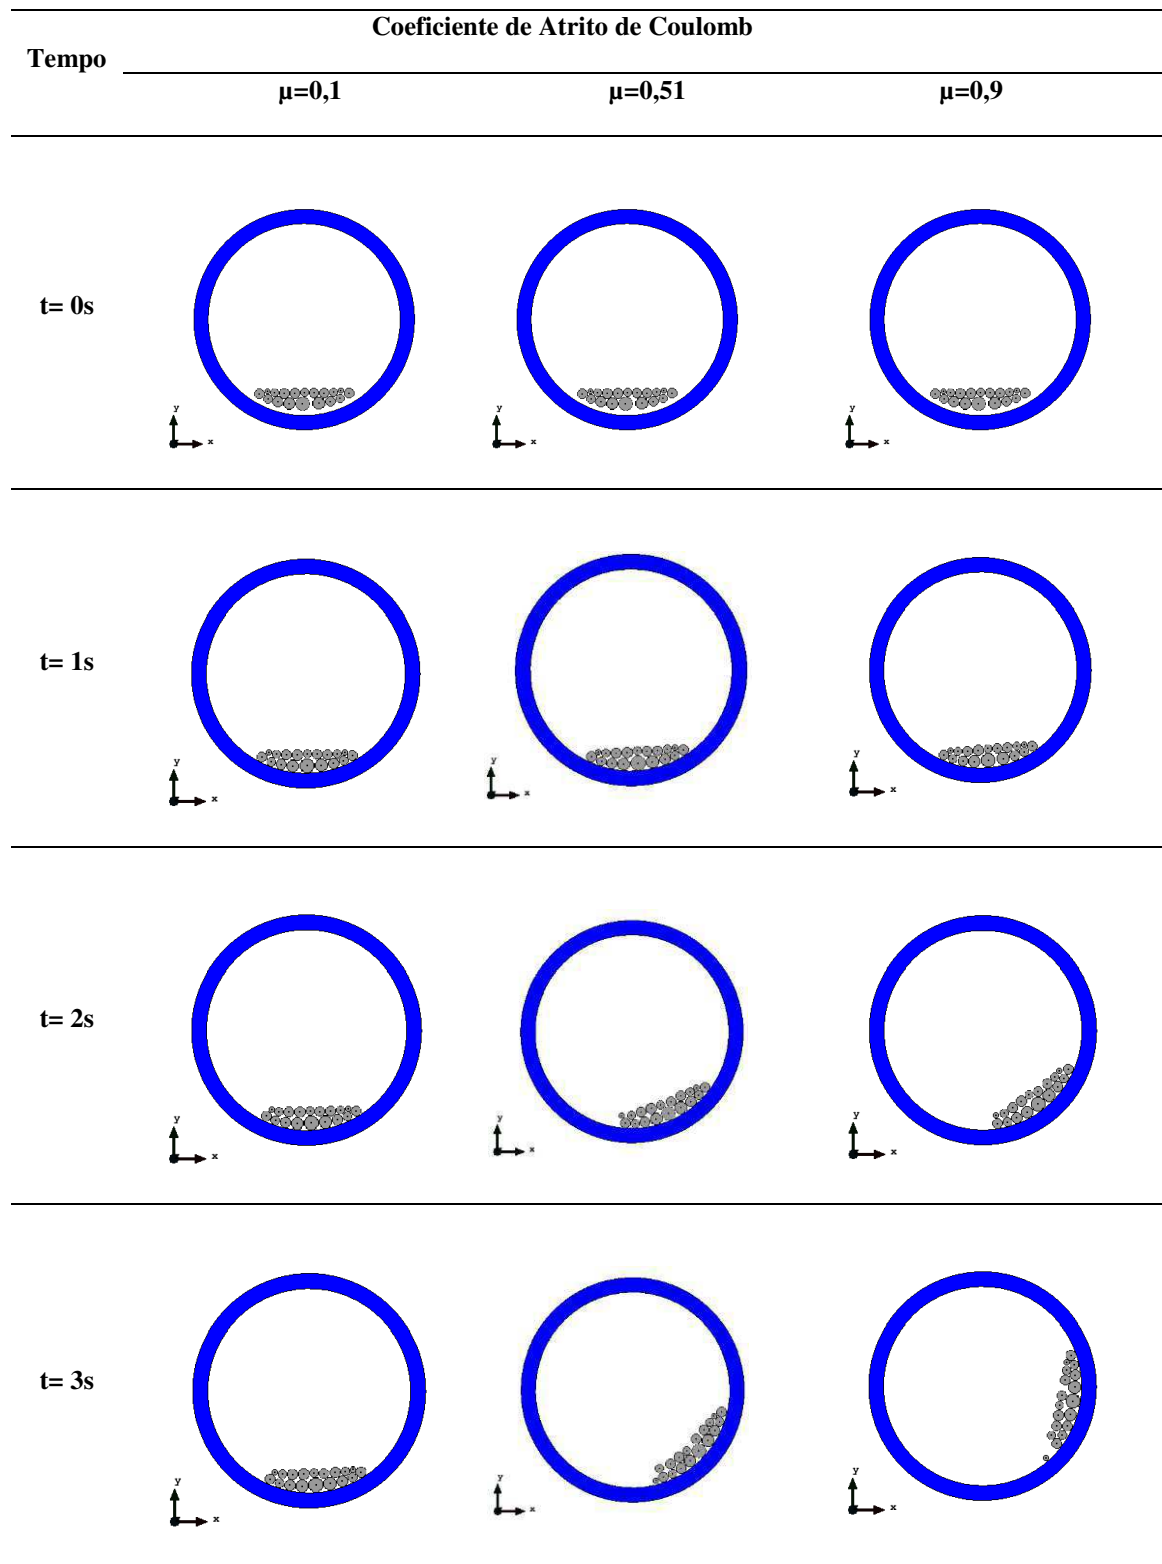 Coeficiente de Atrito de Coulomb
Tempo
µ=0,1 µ=0,51 µ=0,9
t= 0s
y y y
x x x
t= 1s
y y y
x x x
t= 2s
y y y
x x x
t= 3s
y y y
x x x